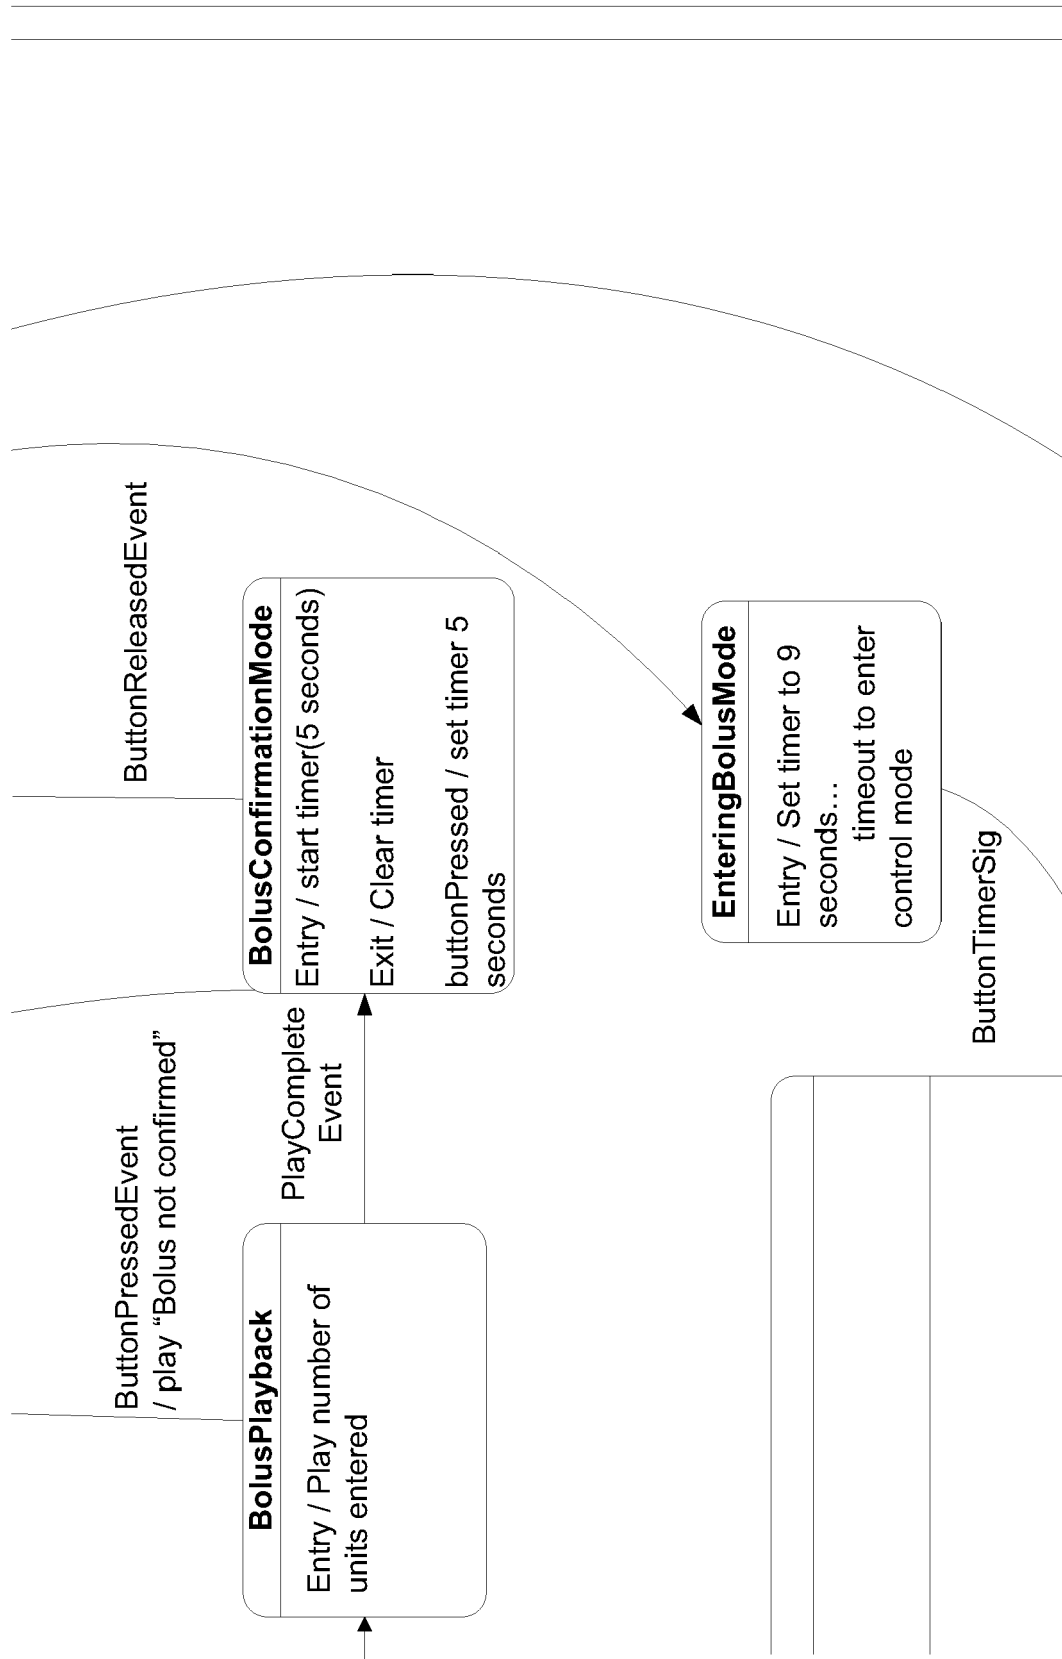 ButtonPressedEvent
/ play “Bolus not confirmed”
BolusPlayback
Entry / Play number of
units entered
PlayComplete
Event
ButtonReleasedEvent
BolusConfirmationMode
Entry / start timer(5 seconds)
Exit / Clear timer
buttonPressed / set timer 5
seconds
EnteringBolusMode
Entry / Set timer to 9
seconds…
timeout to enter
control mode
ButtonTimerSig